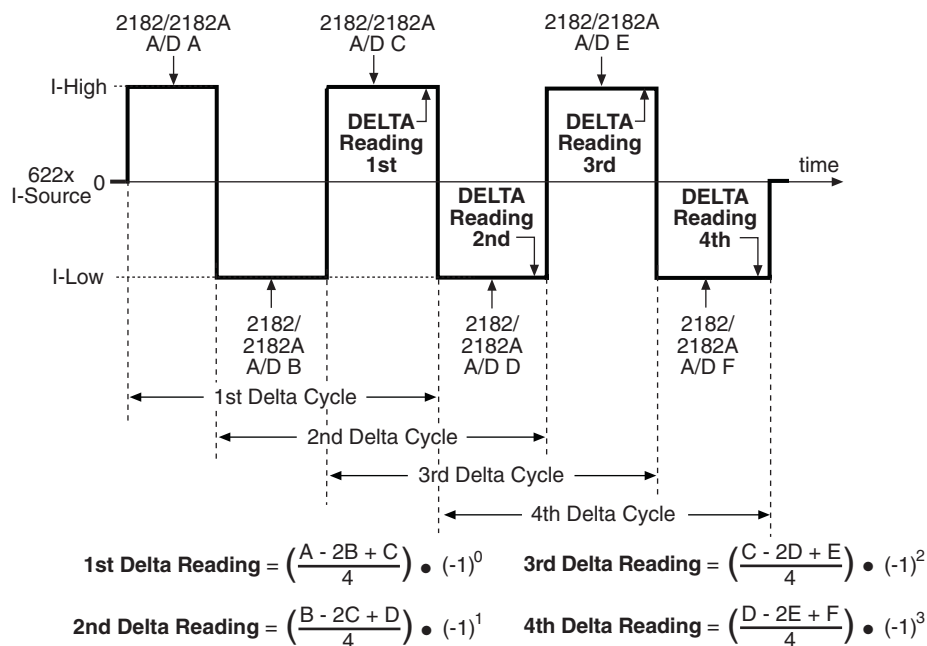 2182/2182A
A/D A
2182/2182A
A/D C
2182/2182A
A/D E
I-High
DELTA
Reading
1st
DELTA
Reading
3rd
622x
I-Source
0
time
DELTA
Reading
2nd
DELTA
Reading
4th
I-Low
2182/
2182A
A/D B
2182/
2182A
A/D D
2182/
2182A
A/D F
1st Delta Cycle
2nd Delta Cycle
3rd Delta Cycle
4th Delta Cycle
1st Delta Reading = ((A - 2B + C)/4) • (-1)^0
3rd Delta Reading = ((C - 2D + E)/4) • (-1)^2
2nd Delta Reading = ((B - 2C + D)/4) • (-1)^1
4th Delta Reading = ((D - 2E + F)/4) • (-1)^3